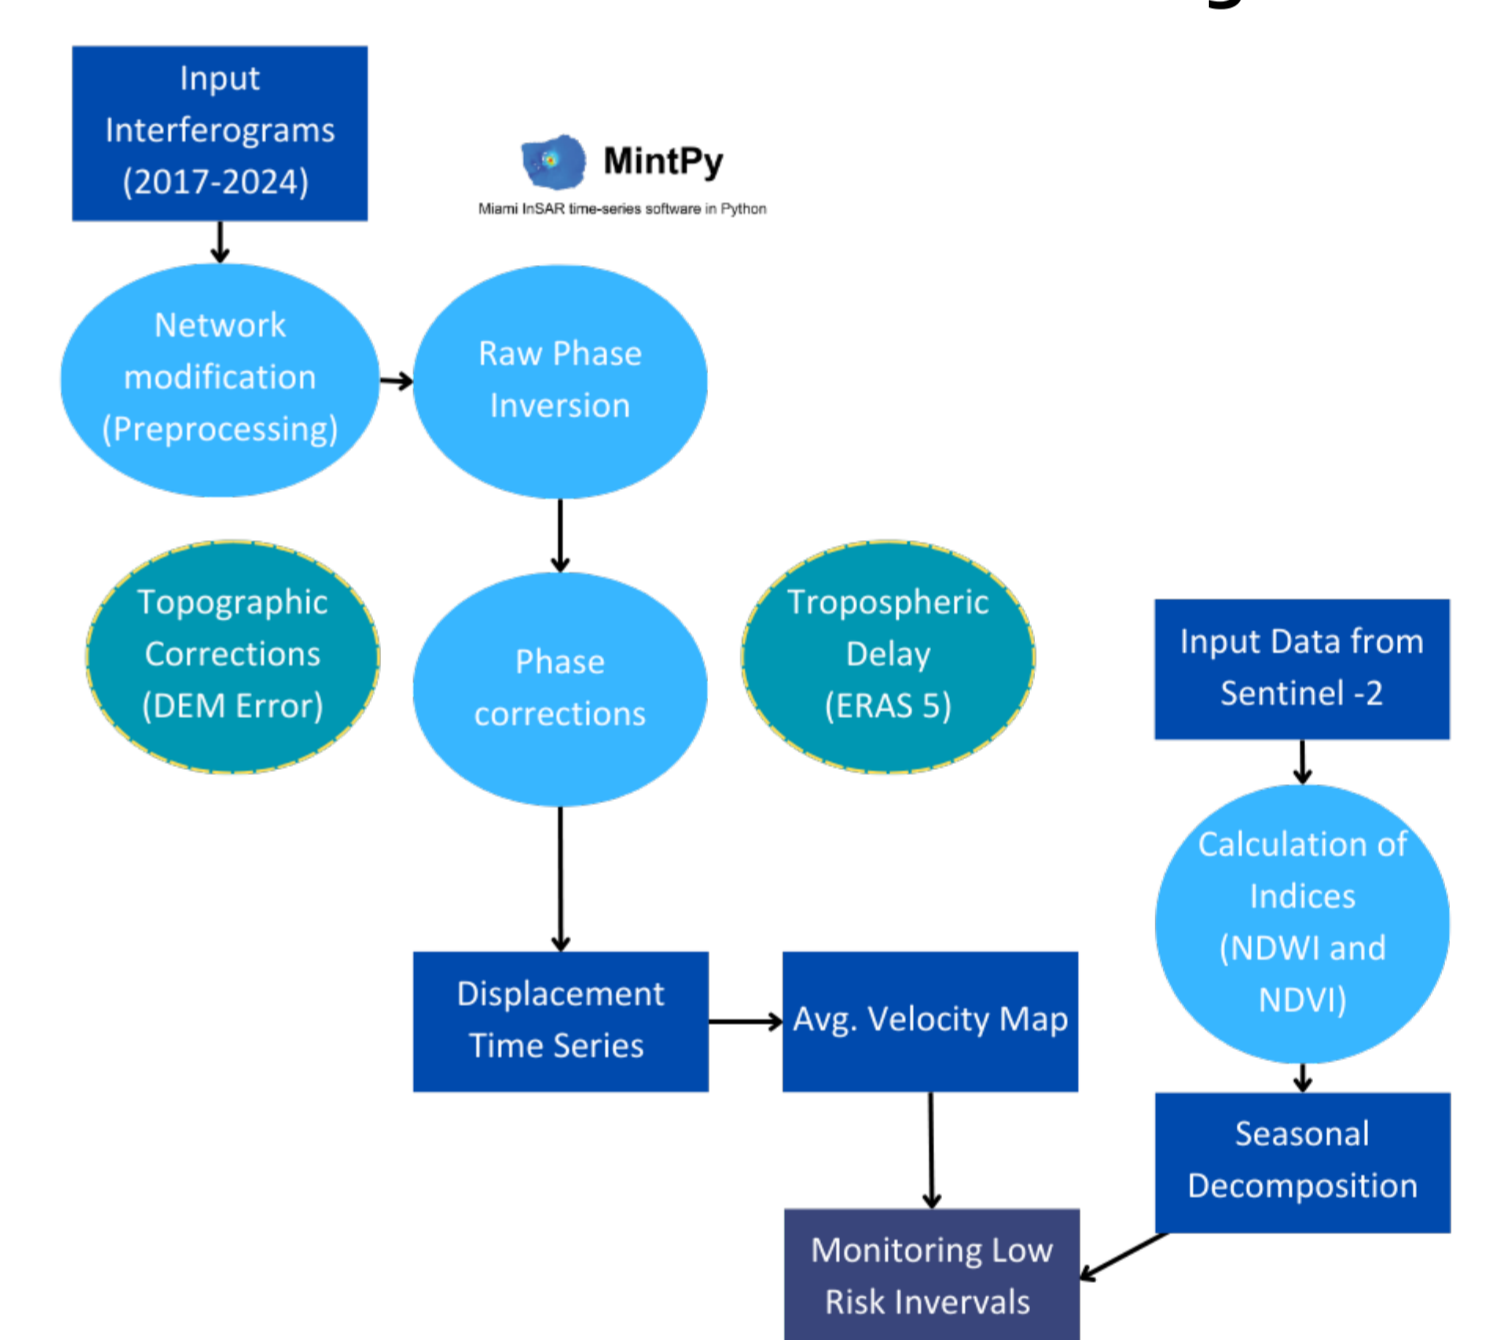 Input
Interferograms
(2017-2024)
MintPy
Miami InSAR time-series software in Python
Network
modification
(Preprocessing)
Raw Phase
Inversion
Topographic
Corrections
(DEM Error)
Phase
corrections
Tropospheric
Delay
(ERAS 5)
Input Data from
Sentinel -2
Calculation of
Indices
(NDWI and
NDVI)
Displacement
Time Series
Avg. Velocity Map
Seasonal
Decomposition
Monitoring Low
Risk Invervals